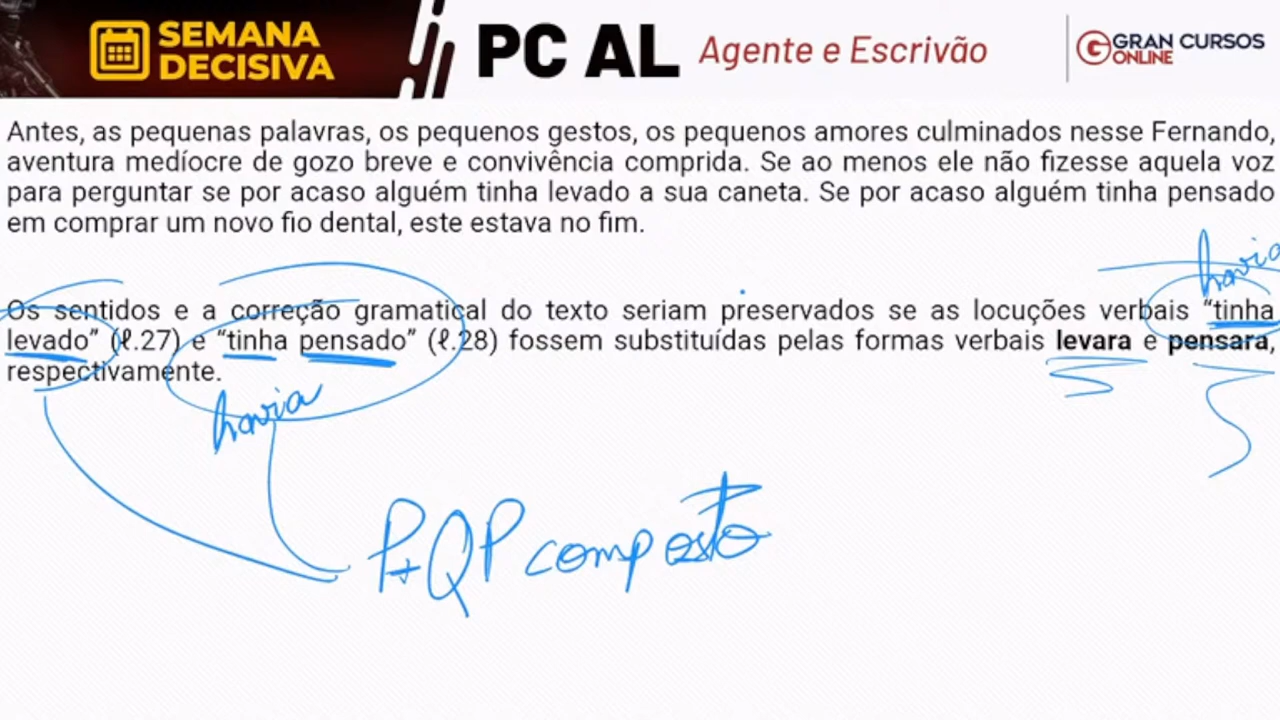 SEMANA
DECISIVA
PC AL Agente e Escrivão
GRAN CURSOS
ONLINE
Antes, as pequenas palavras, os pequenos gestos, os pequenos amores culminados nesse Fernando,
aventura medíocre de gozo breve e convivência comprida. Se ao menos ele não fizesse aquela voz
para perguntar se por acaso alguém tinha levado a sua caneta. Se por acaso alguém tinha pensado
em comprar um novo fio dental, este estava no fim.
havia
Os sentidos e a correção gramatical do texto seriam preservados se as locuções verbais “tinha
levado” (ℓ.27) e “tinha pensado” (ℓ.28) fossem substituídas pelas formas verbais levara e pensara,
respectivamente.
havia
P+QP composto